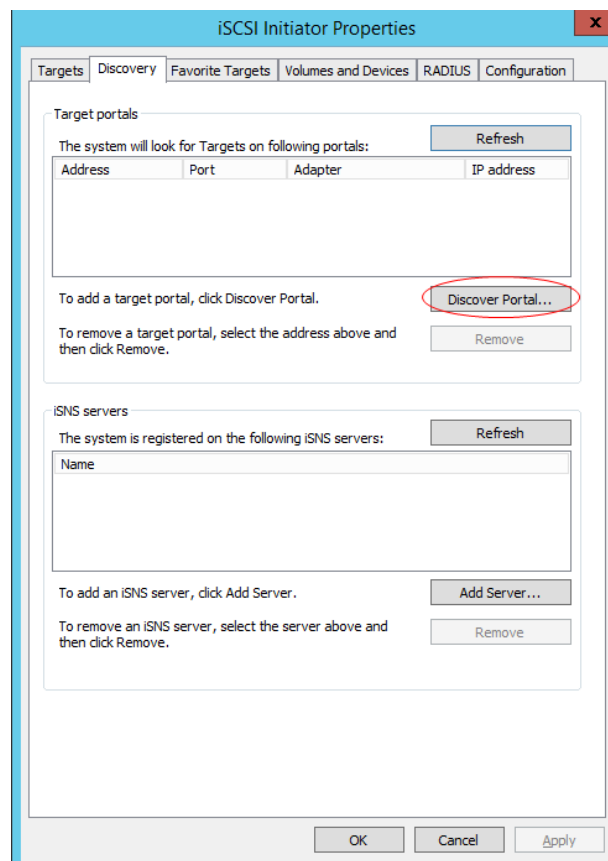 iSCSI Initiator Properties
x
Targets Discovery Favorite Targets Volumes and Devices RADIUS Configuration
Target portals
The system will look for Targets on following portals: Refresh
Address Port Adapter IP address
To add a target portal, click Discover Portal. Discover Portal...
To remove a target portal, select the address above and
then click Remove.
Remove
iSNS servers
The system is registered on the following iSNS servers: Refresh
Name
To add an iSNS server, click Add Server. Add Server...
To remove an iSNS server, select the server above and
then click Remove.
Remove
OK Cancel Apply